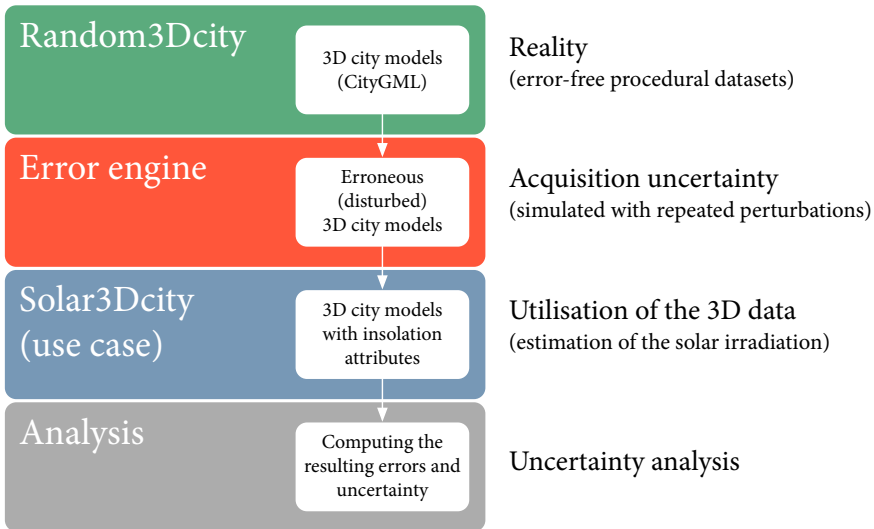 Random3Dcity
3D city models
(CityGML)
Reality
(error-free procedural datasets)
Error engine
Erroneous
(disturbed)
3D city models
Acquisition uncertainty
(simulated with repeated perturbations)
Solar3Dcity
(use case)
3D city models
with insolation
attributes
Utilisation of the 3D data
(estimation of the solar irradiation)
Analysis
Computing the
resulting errors and
uncertainty
Uncertainty analysis